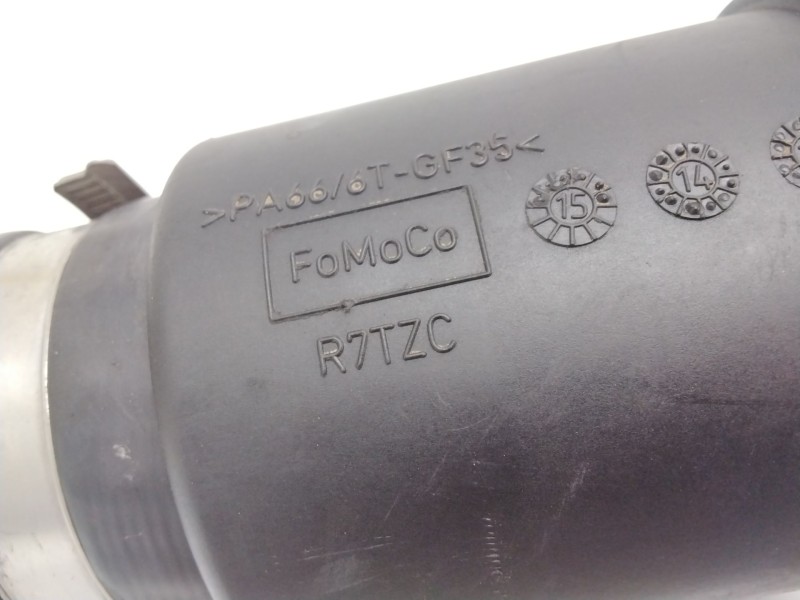 >PA66/6T-GF35<
FoMoCo
R7TZC
15
14